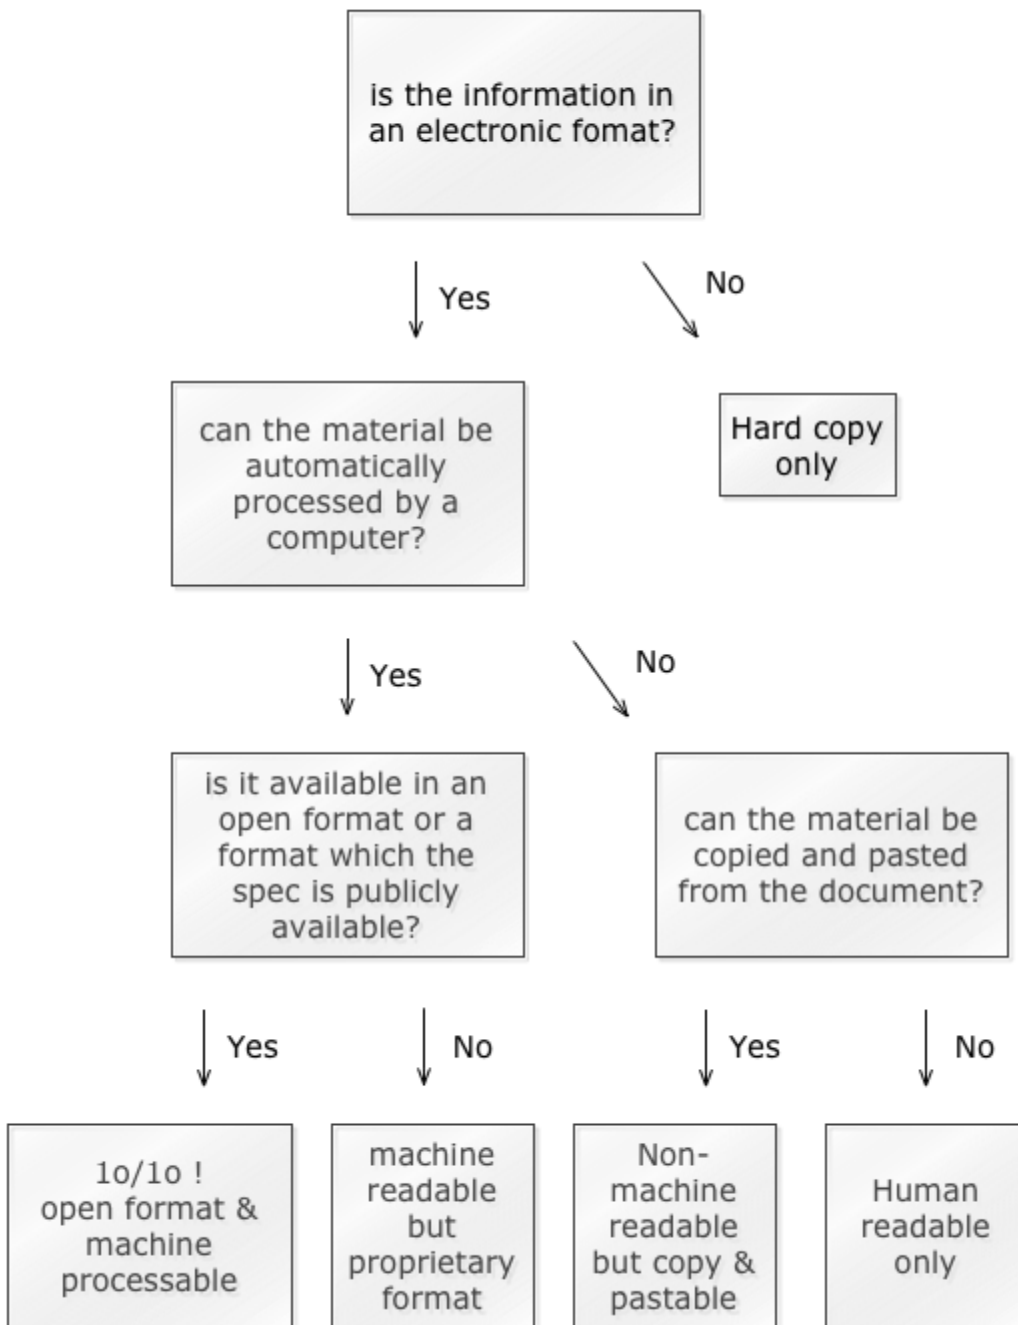 is the information in
an electronic fomat?
Yes
No
can the material be
automatically
processed by a
computer?
Hard copy
only
Yes
No
is it available in an
open format or a
format which the
spec is publicly
available?
can the material be
copied and pasted
from the document?
Yes
No
Yes
No
1o/1o !
open format &
machine
processable
machine
readable
but
proprietary
format
Non-
machine
readable
but copy &
pastable
Human
readable
only